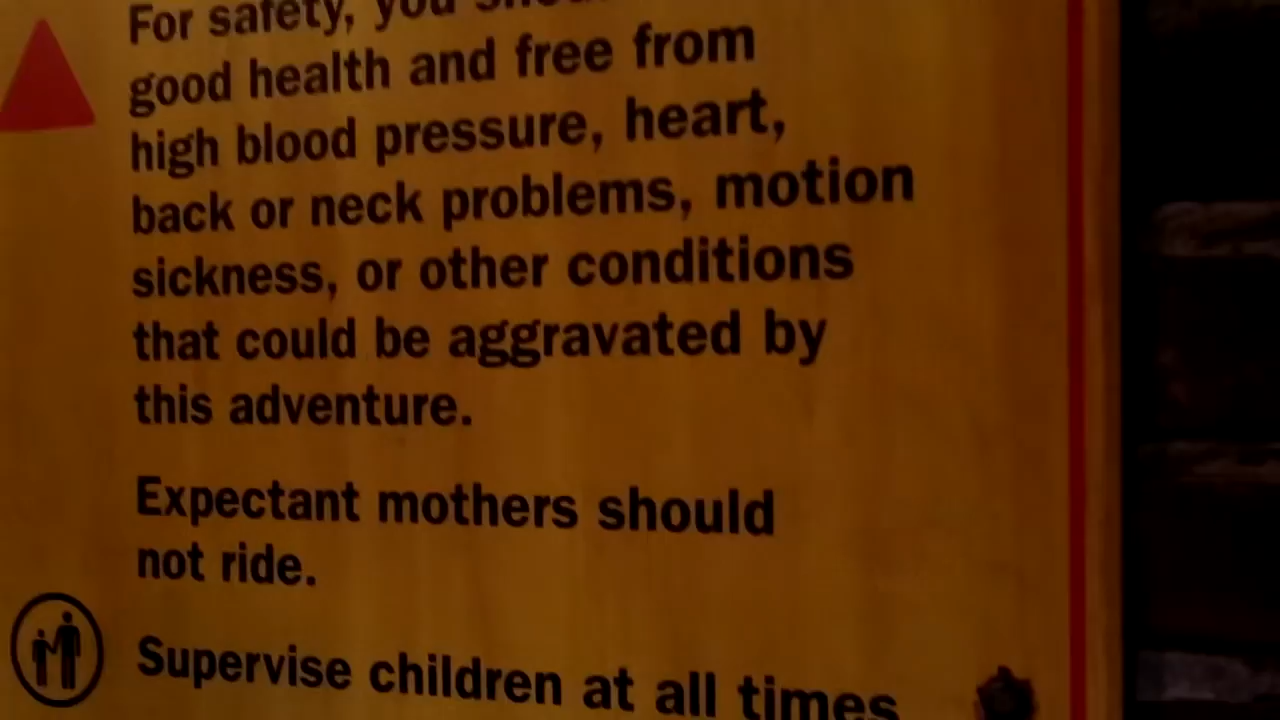 For safety, you
good health and free from
high blood pressure, heart,
back or neck problems, motion
sickness, or other conditions
that could be aggravated by
this adventure.
Expectant mothers should
not ride.
Supervise children at all times